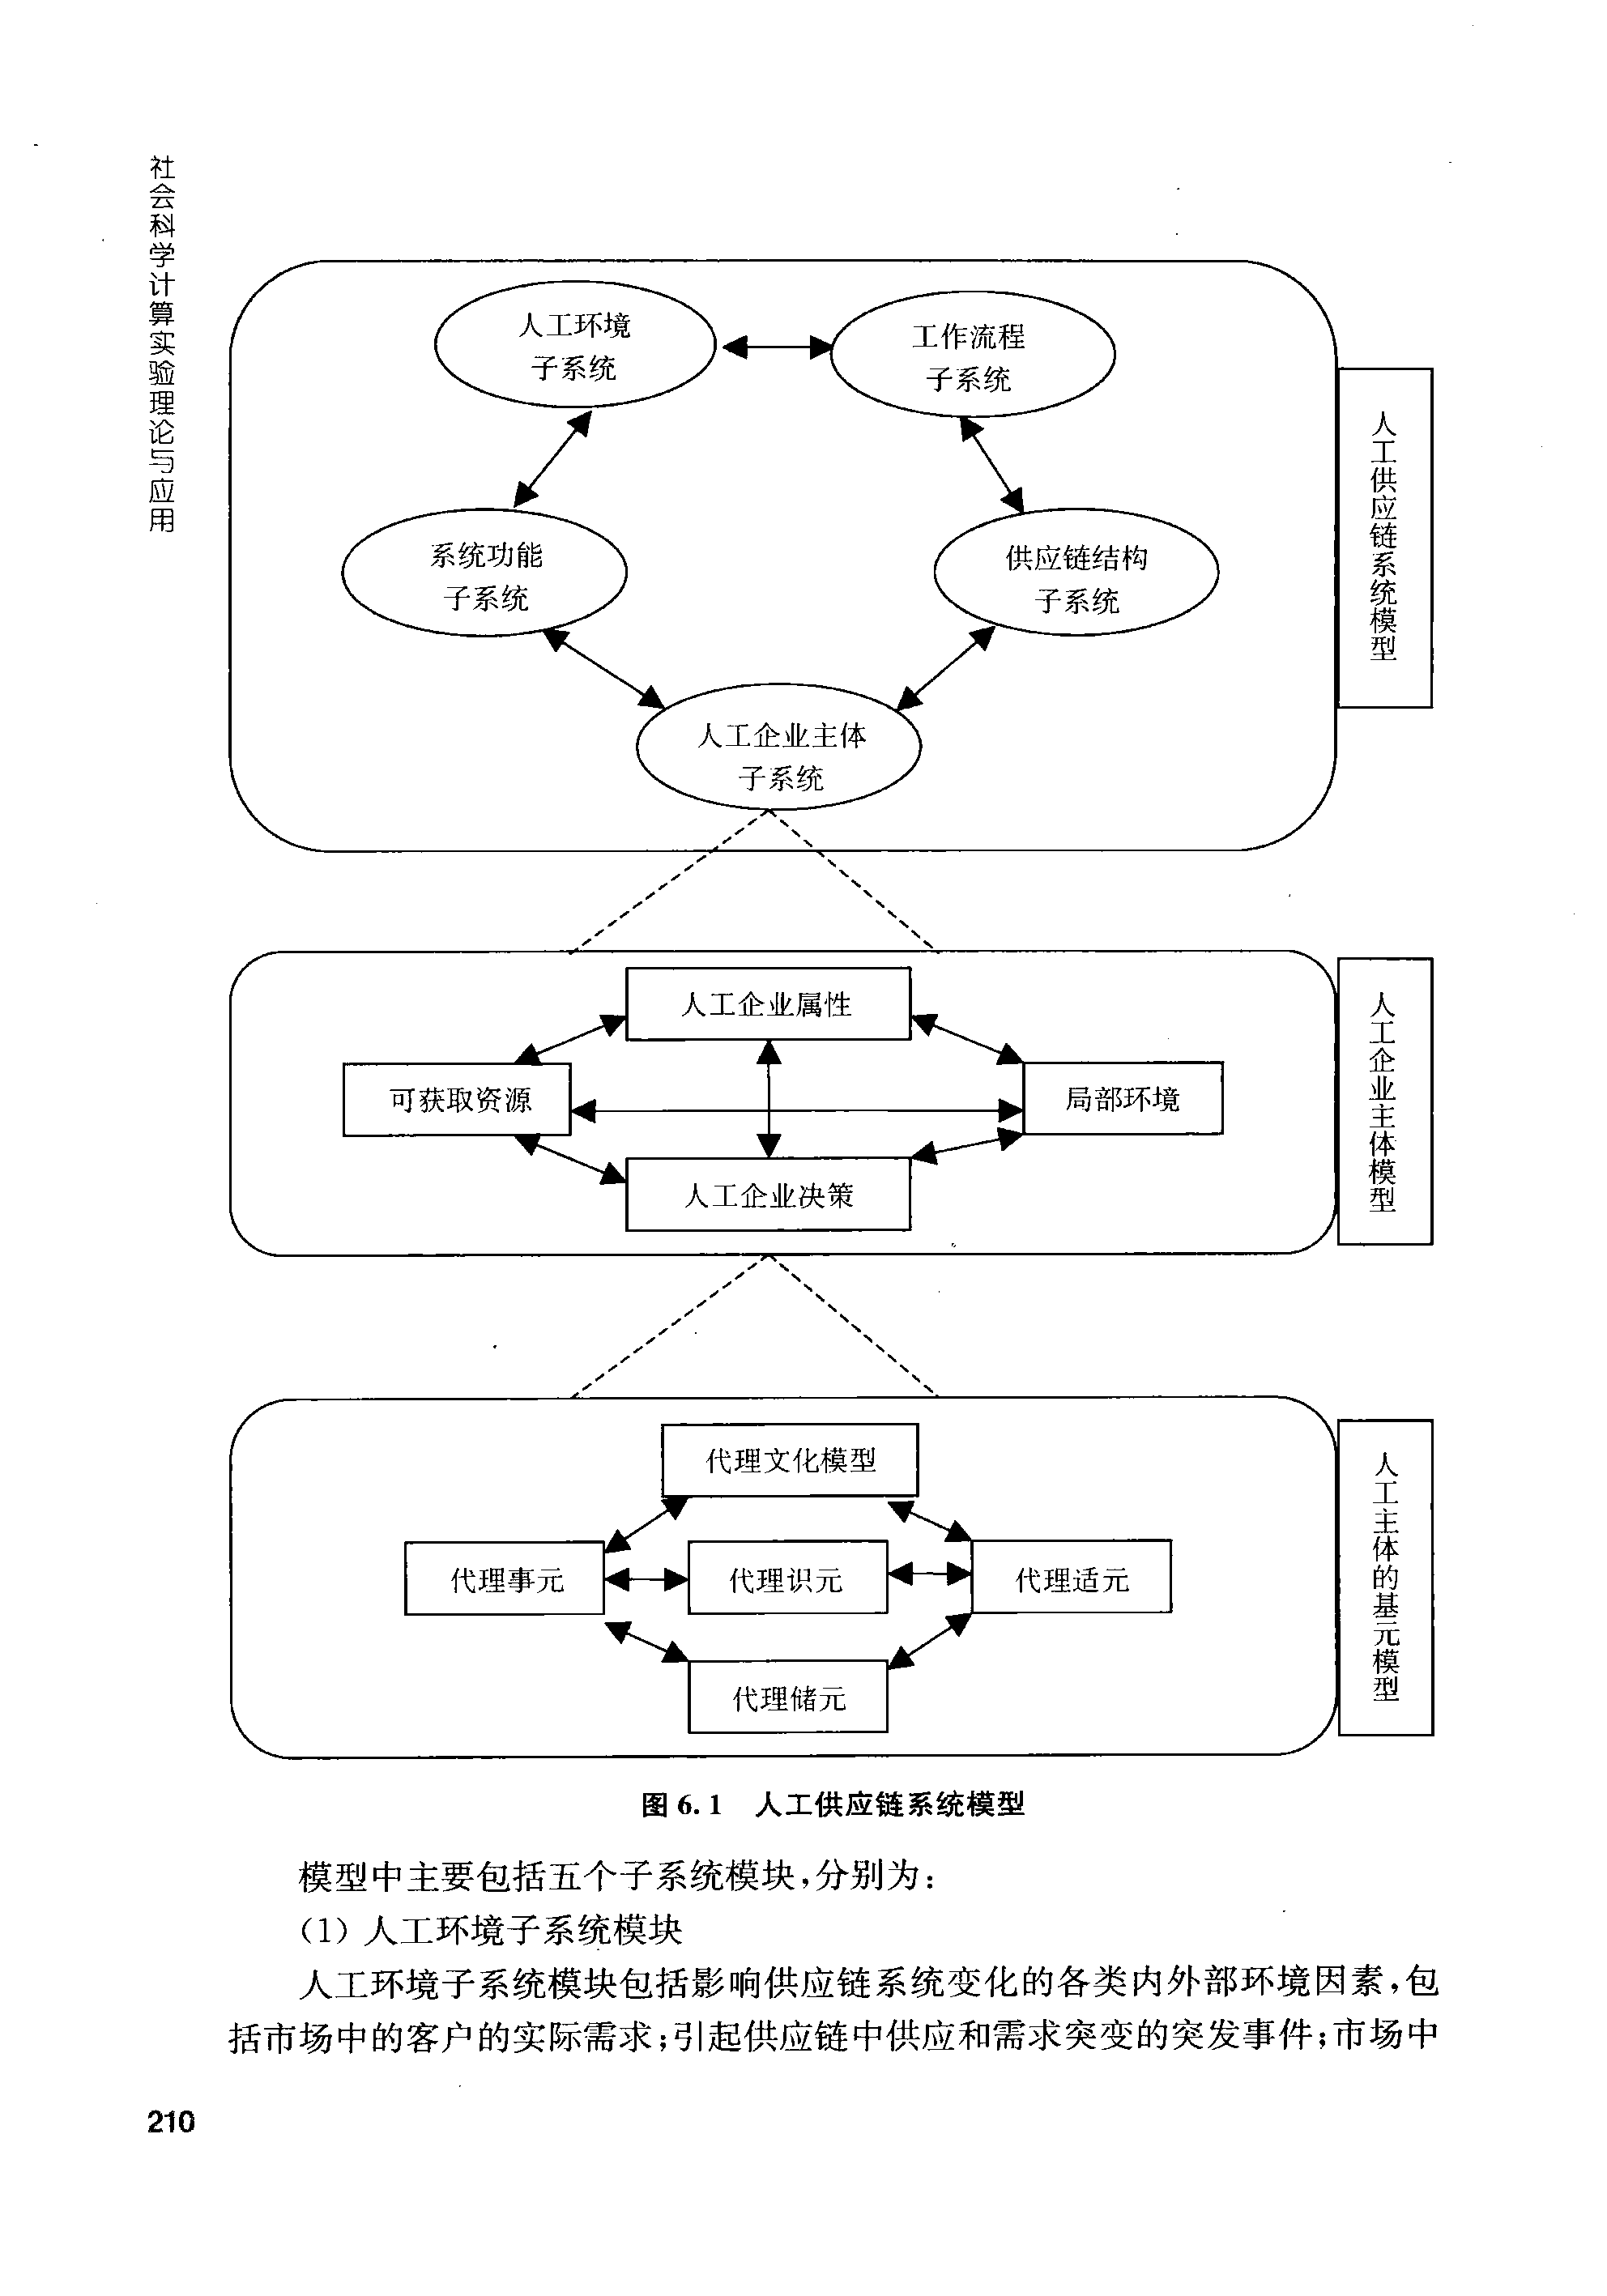 社会科学计算实验理论与应用
人工环境
子系统
工作流程
子系统
系统功能
子系统
供应链结构
子系统
人工企业主体
子系统
人工供应链系统模型
人工企业属性
可获取资源
局部环境
人工企业决策
人工企业主体模型
代理文化模型
代理事元
代理识元
代理适元
代理储元
人工主体的基元模型
图 6.1 人工供应链系统模型
模型中主要包括五个子系统模块,分别为:
(1) 人工环境子系统模块
人工环境子系统模块包括影响供应链系统变化的各类内外部环境因素,包
括市场中的客户的实际需求;引起供应链中供应和需求突变的突发事件;市场中
210